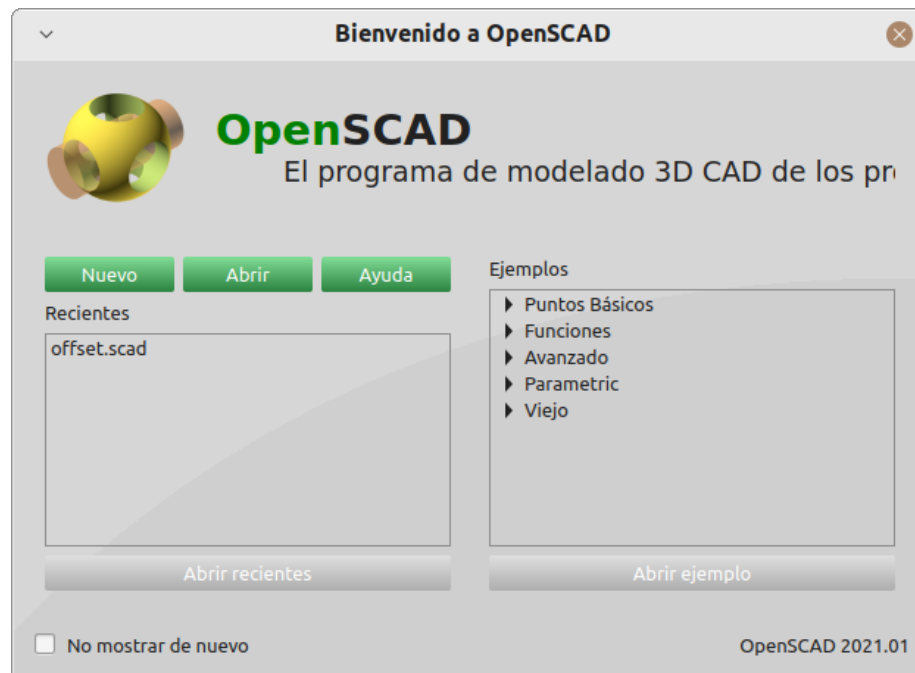 Bienvenido a OpenSCAD
OpenSCAD
El programa de modelado 3D CAD de los
Nuevo Abrir Ayuda
Recientes
offset.scad
Abrir recientes
Ejemplos
Puntos Básicos
Funciones
Avanzado
Parametric
Viejo
Abrir ejemplo
No mostrar de nuevo
OpenSCAD 2021.01